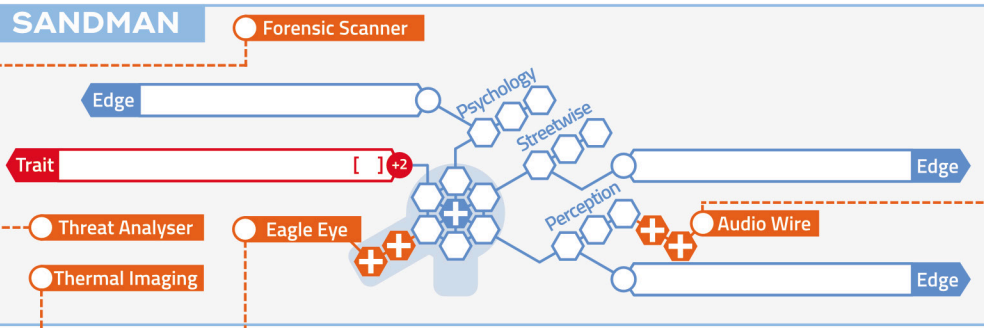 SANDMAN
Forensic Scanner
Edge
Psychology
Streetwise
Trait
[ ] +2
Edge
Perception
Threat Analyser
Eagle Eye
Audio Wire
Thermal Imaging
Edge